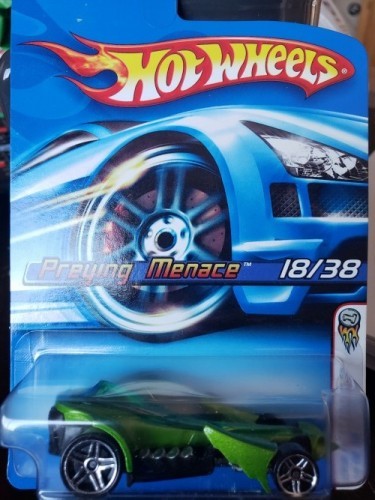 HOT WHEELS®
Preying Menace™ 18/38